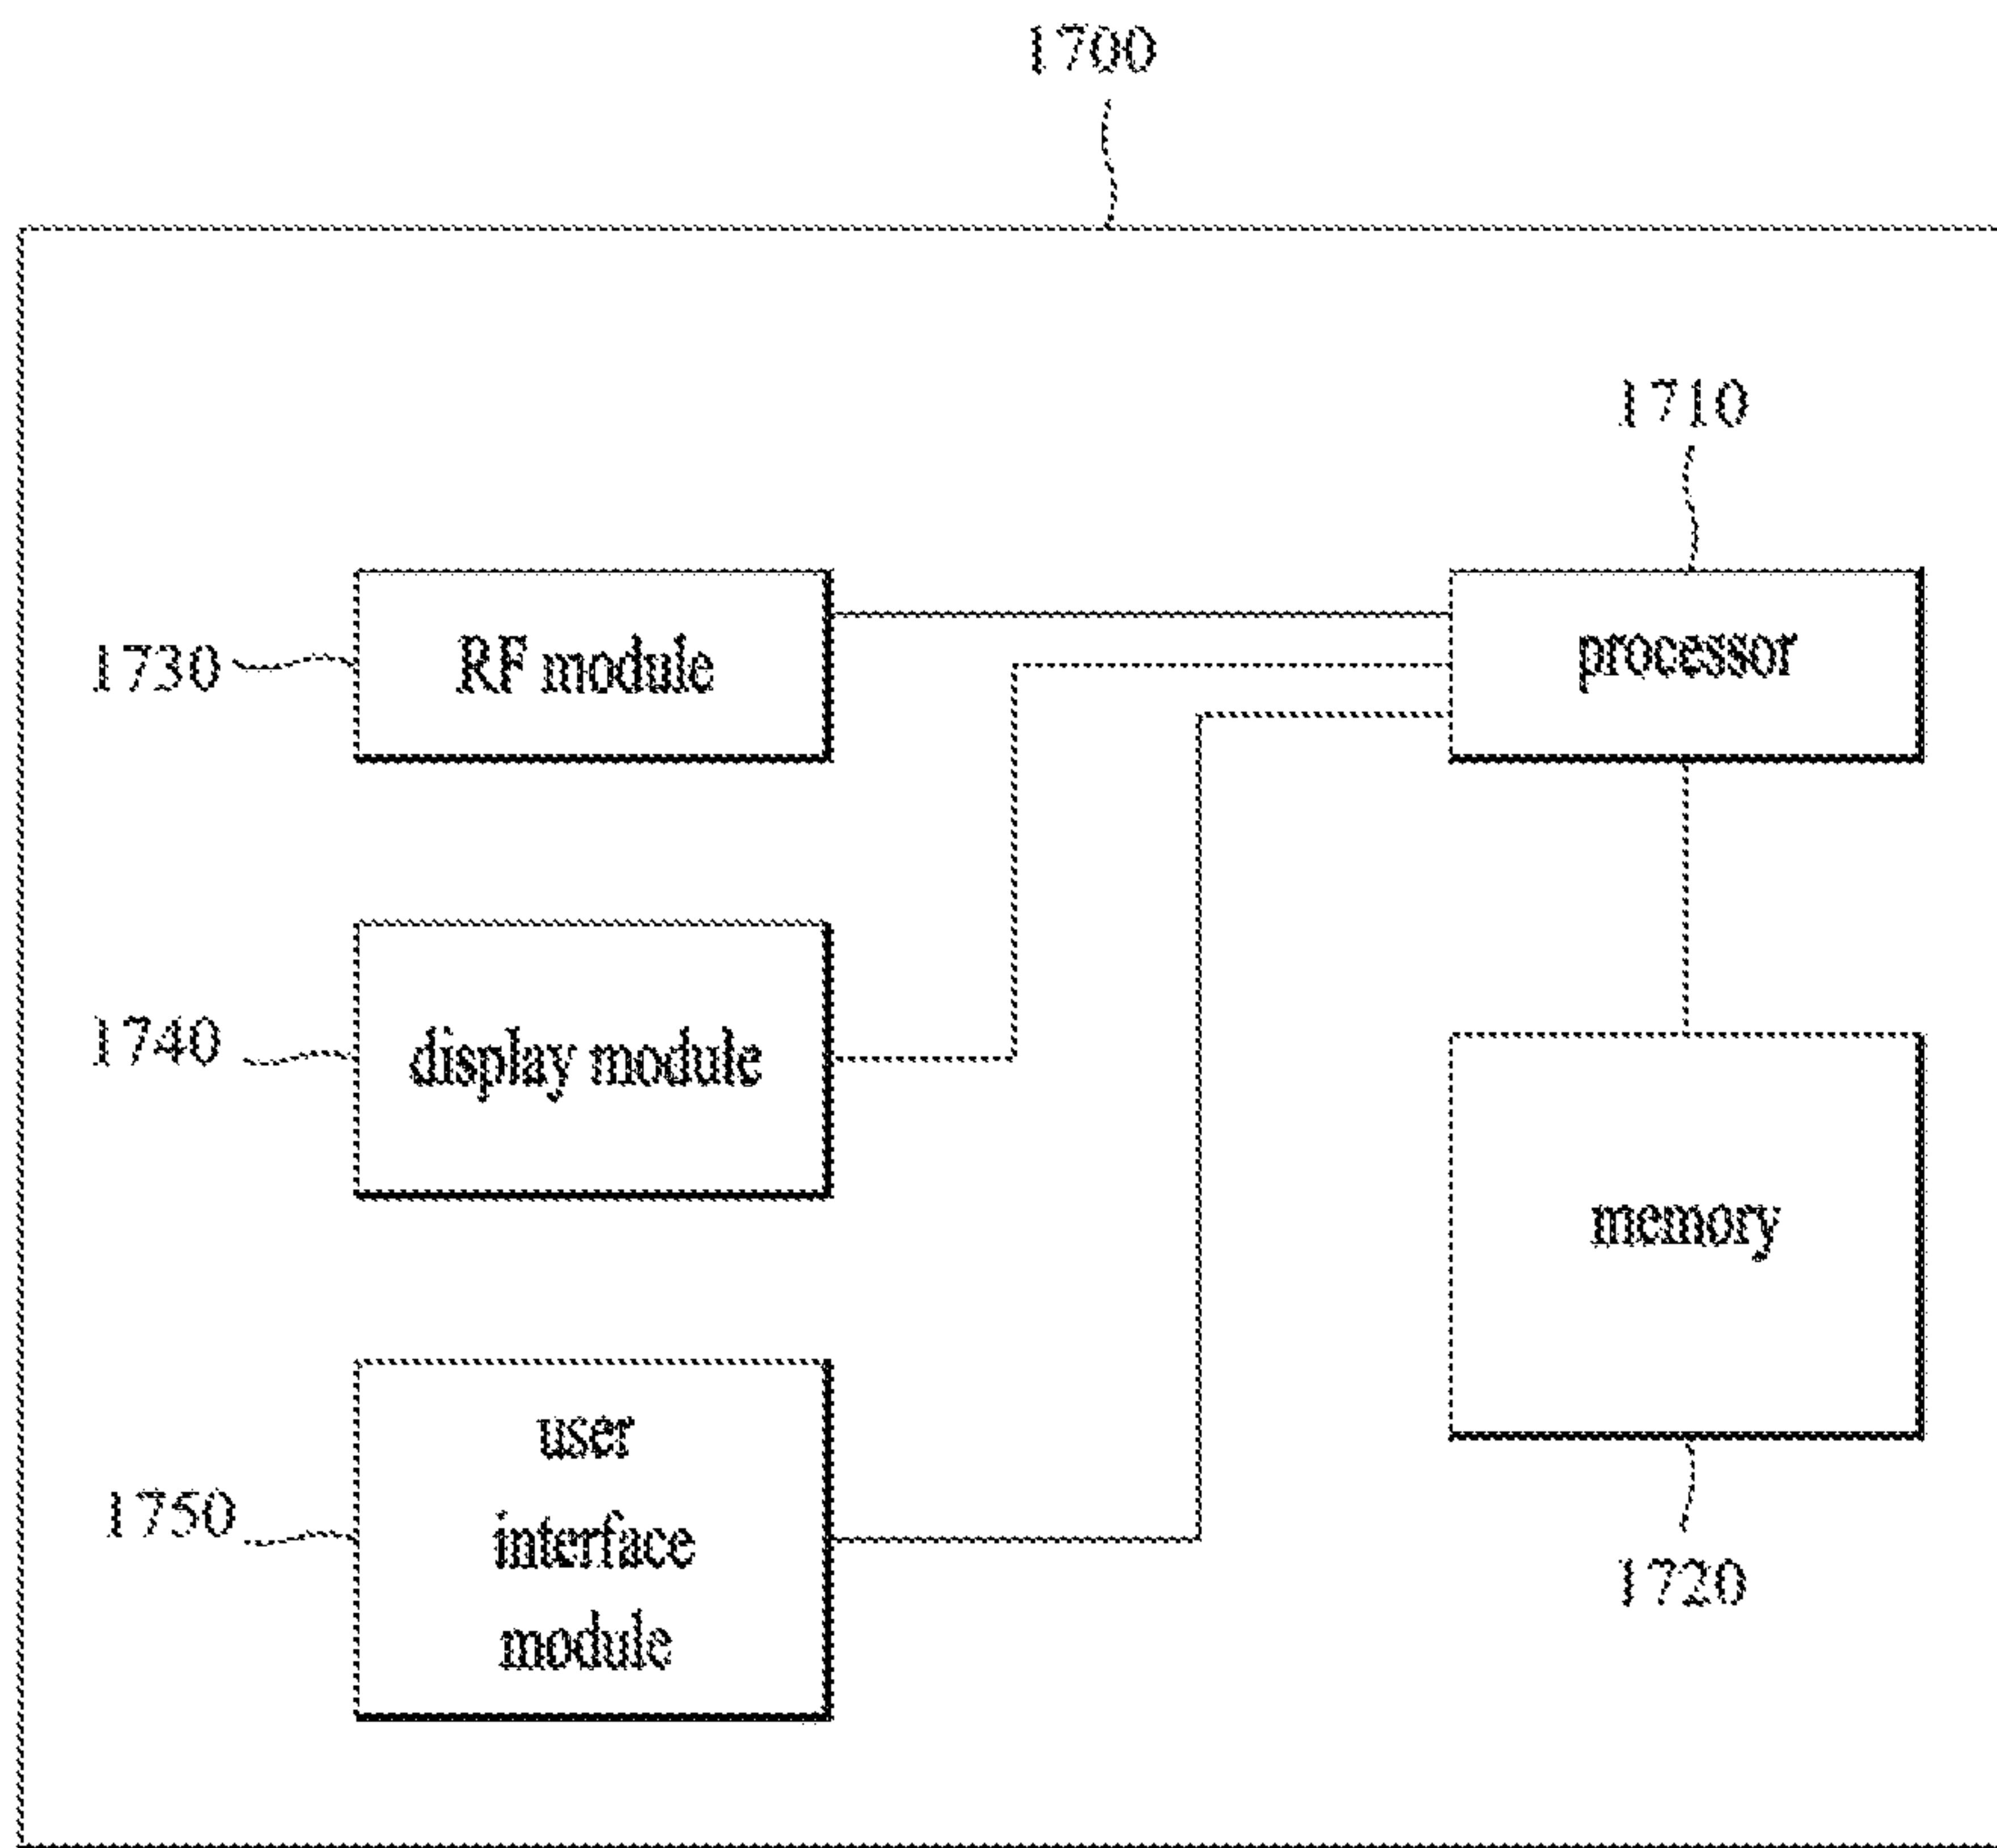 1700
1710
1730
RF module
processor
1740
display module
memory
1750
user
interface
module
1720